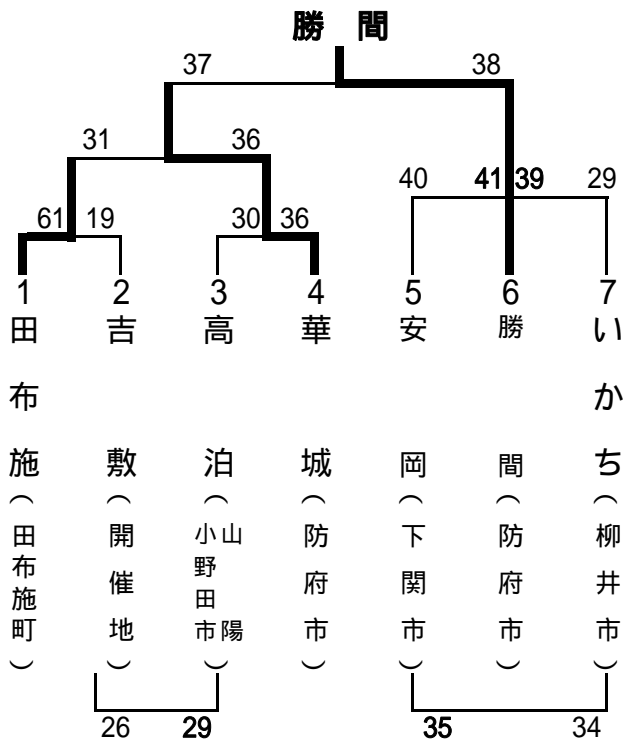 勝間
37 38
31 36
40 41 39 29
61 19 30 36
1 2 3 4 5 6 7
田布施（田布施町）
吉敷（開催地）
高泊（山陽小野田市）
華城（防府市）
安岡（下関市）
勝間（防府市）
いかち（柳井市）
26 29 35 34